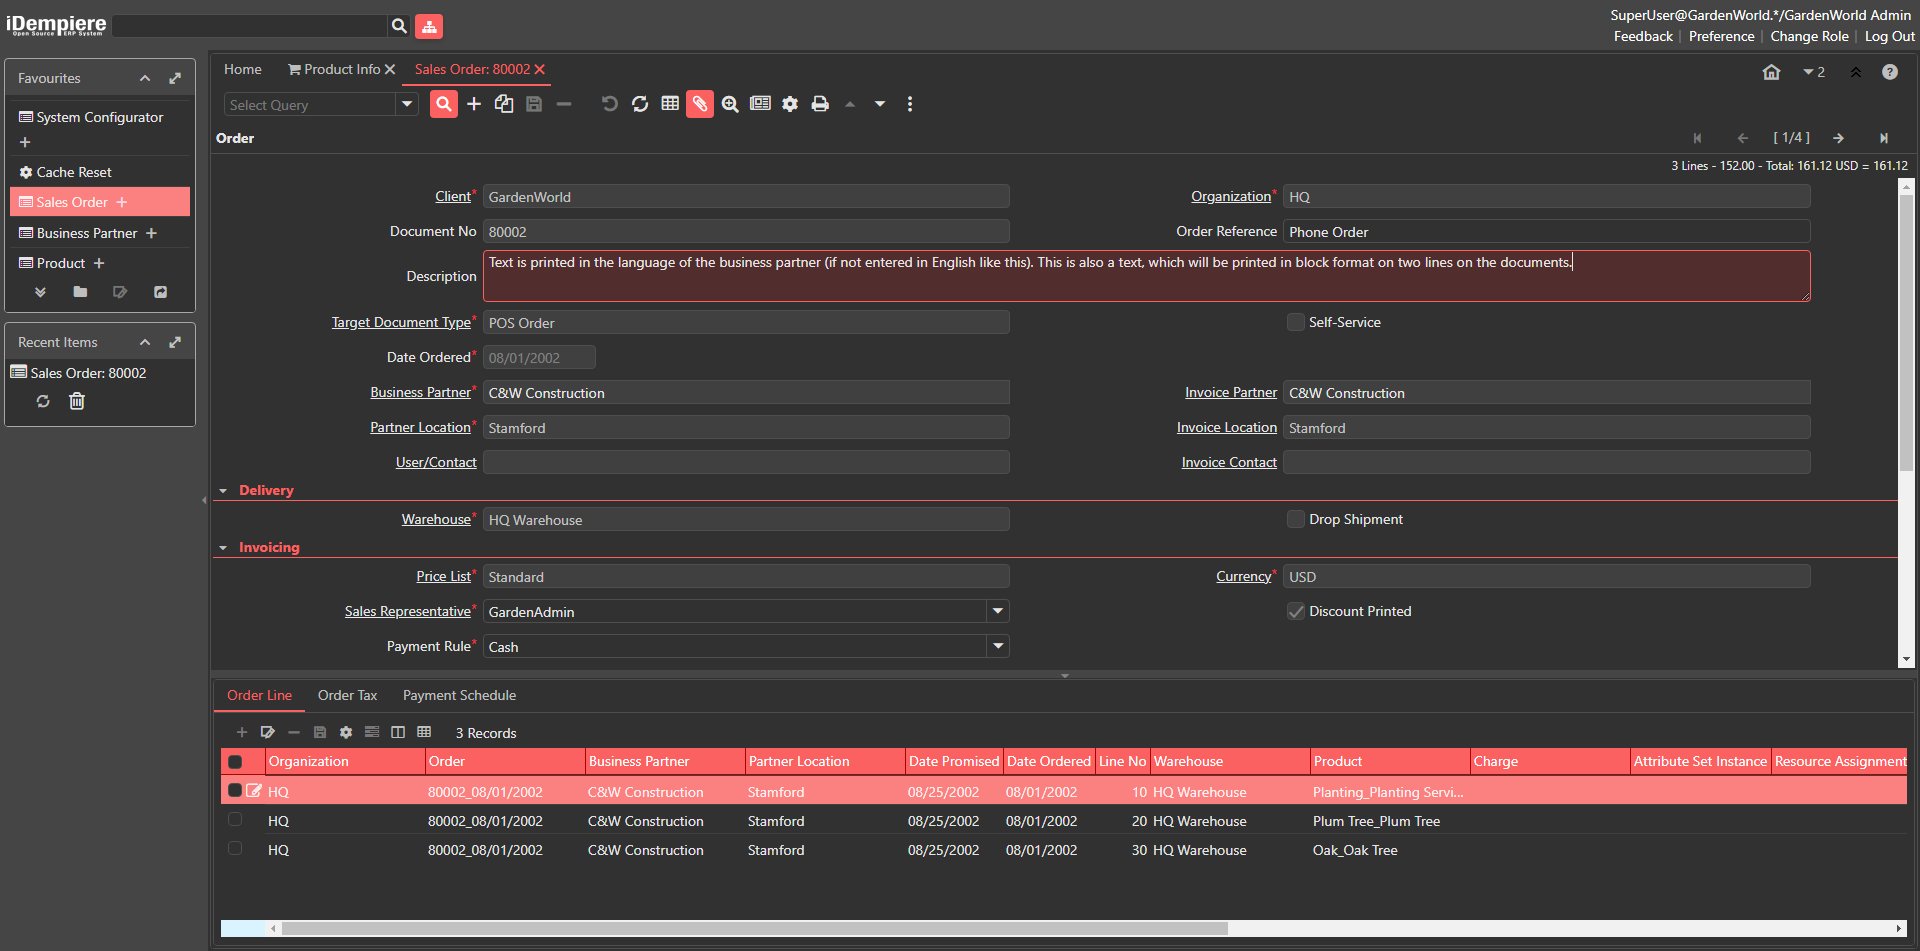 iDempiere
Open Source ERP System
SuperUser@GardenWorld.*/GardenWorld Admin
Feedback | Preference | Change Role | Log Out
Favourites
System Configurator
Cache Reset
Sales Order
Business Partner
Product
Recent Items
Sales Order: 80002
Home Product Info Sales Order: 80002
2
Select Query
Order
[ 1/4 ]
3 Lines - 152.00 - Total: 161.12 USD = 161.12
Client* GardenWorld Organization* HQ
Document No 80002 Order Reference Phone Order
Description Text is printed in the language of the business partner (if not entered in English like this). This is also a text, which will be printed in block format on two lines on the documents.
Target Document Type* POS Order Self-Service
Date Ordered* 08/01/2002
Business Partner* C&W Construction Invoice Partner C&W Construction
Partner Location* Stamford Invoice Location Stamford
User/Contact Invoice Contact
Delivery
Warehouse* HQ Warehouse Drop Shipment
Invoicing
Price List* Standard Currency* USD
Sales Representative* GardenAdmin Discount Printed
Payment Rule* Cash
Order Line Order Tax Payment Schedule
3 Records
Organization Order Business Partner Partner Location Date Promised Date Ordered Line No Warehouse Product Charge Attribute Set Instance Resource Assignment
HQ 80002_08/01/2002 C&W Construction Stamford 08/25/2002 08/01/2002 10 HQ Warehouse Planting_Planting Servi...
HQ 80002_08/01/2002 C&W Construction Stamford 08/25/2002 08/01/2002 20 HQ Warehouse Plum Tree_Plum Tree
HQ 80002_08/01/2002 C&W Construction Stamford 08/25/2002 08/01/2002 30 HQ Warehouse Oak_Oak Tree